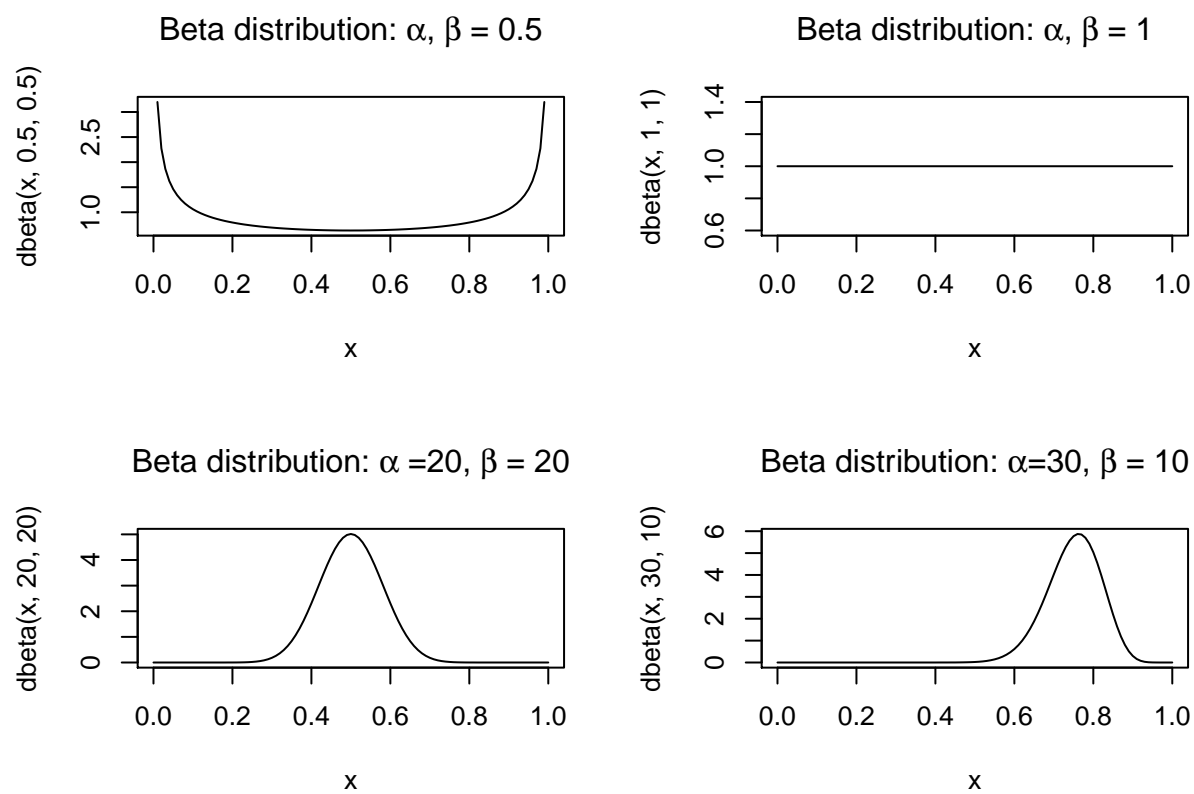 Beta distribution: α, β = 0.5
dbeta(x, 0.5, 0.5)
1.0 2.5
0.0 0.2 0.4 0.6 0.8 1.0
x
Beta distribution: α, β = 1
dbeta(x, 1, 1)
0.6 1.0 1.4
0.0 0.2 0.4 0.6 0.8 1.0
x
Beta distribution: α =20, β = 20
dbeta(x, 20, 20)
0 2 4
0.0 0.2 0.4 0.6 0.8 1.0
x
Beta distribution: α=30, β = 10
dbeta(x, 30, 10)
0 2 4 6
0.0 0.2 0.4 0.6 0.8 1.0
x